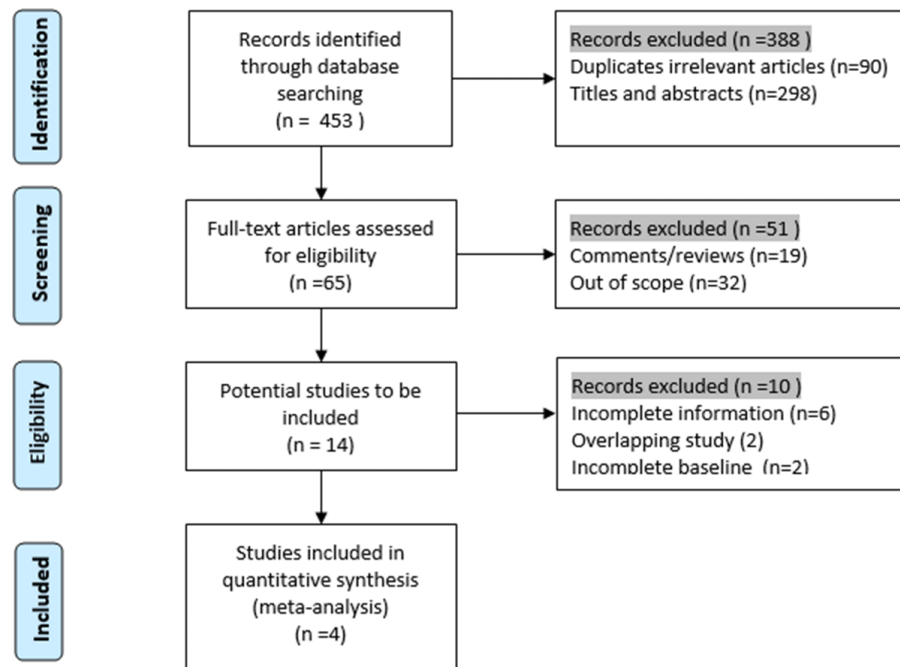 Identification
Records identified
through database
searching
(n = 453 )
Records excluded (n =388 )
Duplicates irrelevant articles (n=90)
Titles and abstracts (n=298)
Screening
Full-text articles assessed
for eligibility
(n =65)
Records excluded (n =51 )
Comments/reviews (n=19)
Out of scope (n=32)
Eligibility
Potential studies to be
included
(n = 14)
Records excluded (n =10 )
Incomplete information (n=6)
Overlapping study (2)
Incomplete baseline (n=2)
Included
Studies included in
quantitative synthesis
(meta-analysis)
(n =4)